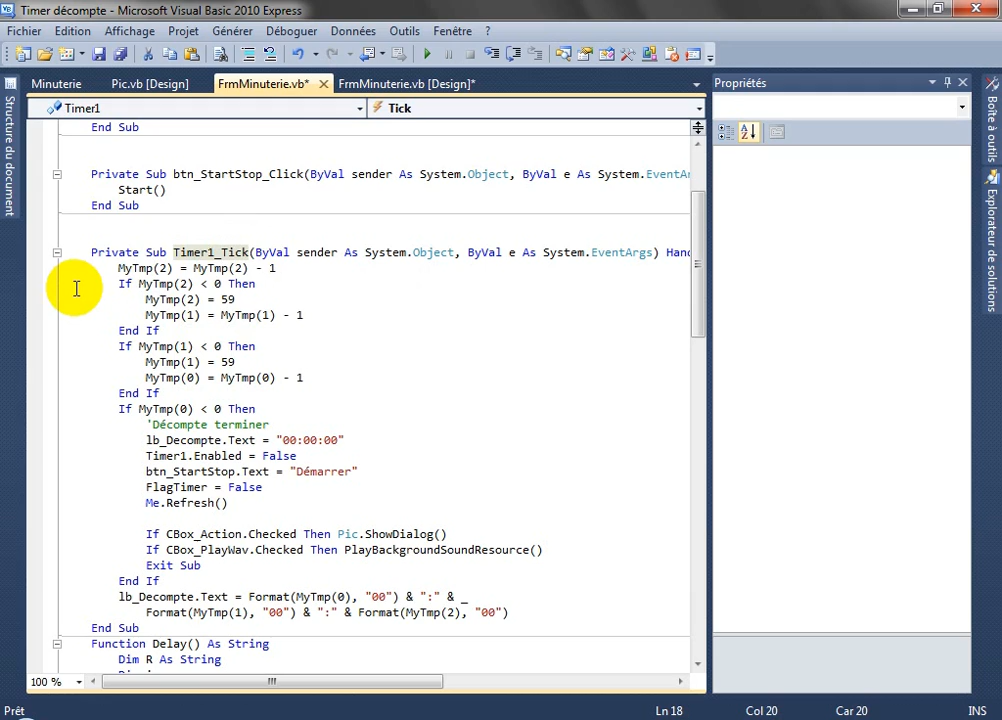 Timer décompte - Microsoft Visual Basic 2010 Express
Fichier Edition Affichage Projet Générer Déboguer Données Outils Fenêtre ?
Minuterie Pic.vb [Design] FrmMinuterie.vb* FrmMinuterie.vb [Design]*
Timer1 Tick
Propriétés
Structure du document
Boîte à outils
Explorateur de solutions
End Sub
Private Sub btn_StartStop_Click(ByVal sender As System.Object, ByVal e As System.EventAr
Start()
End Sub
Private Sub Timer1_Tick(ByVal sender As System.Object, ByVal e As System.EventArgs) Hand
MyTmp(2) = MyTmp(2) - 1
If MyTmp(2) < 0 Then
MyTmp(2) = 59
MyTmp(1) = MyTmp(1) - 1
End If
If MyTmp(1) < 0 Then
MyTmp(1) = 59
MyTmp(0) = MyTmp(0) - 1
End If
If MyTmp(0) < 0 Then
'Décompte terminer
lb_Decompte.Text = "00:00:00"
Timer1.Enabled = False
btn_StartStop.Text = "Démarrer"
FlagTimer = False
Me.Refresh()
If CBox_Action.Checked Then Pic.ShowDialog()
If CBox_PlayWav.Checked Then PlayBackgroundSoundResource()
Exit Sub
End If
lb_Decompte.Text = Format(MyTmp(0), "00") & ":" & _
Format(MyTmp(1), "00") & ":" & Format(MyTmp(2), "00")
End Sub
Function Delay() As String
Dim R As String
100 %
Prêt Ln 18 Col 20 Car 20 INS